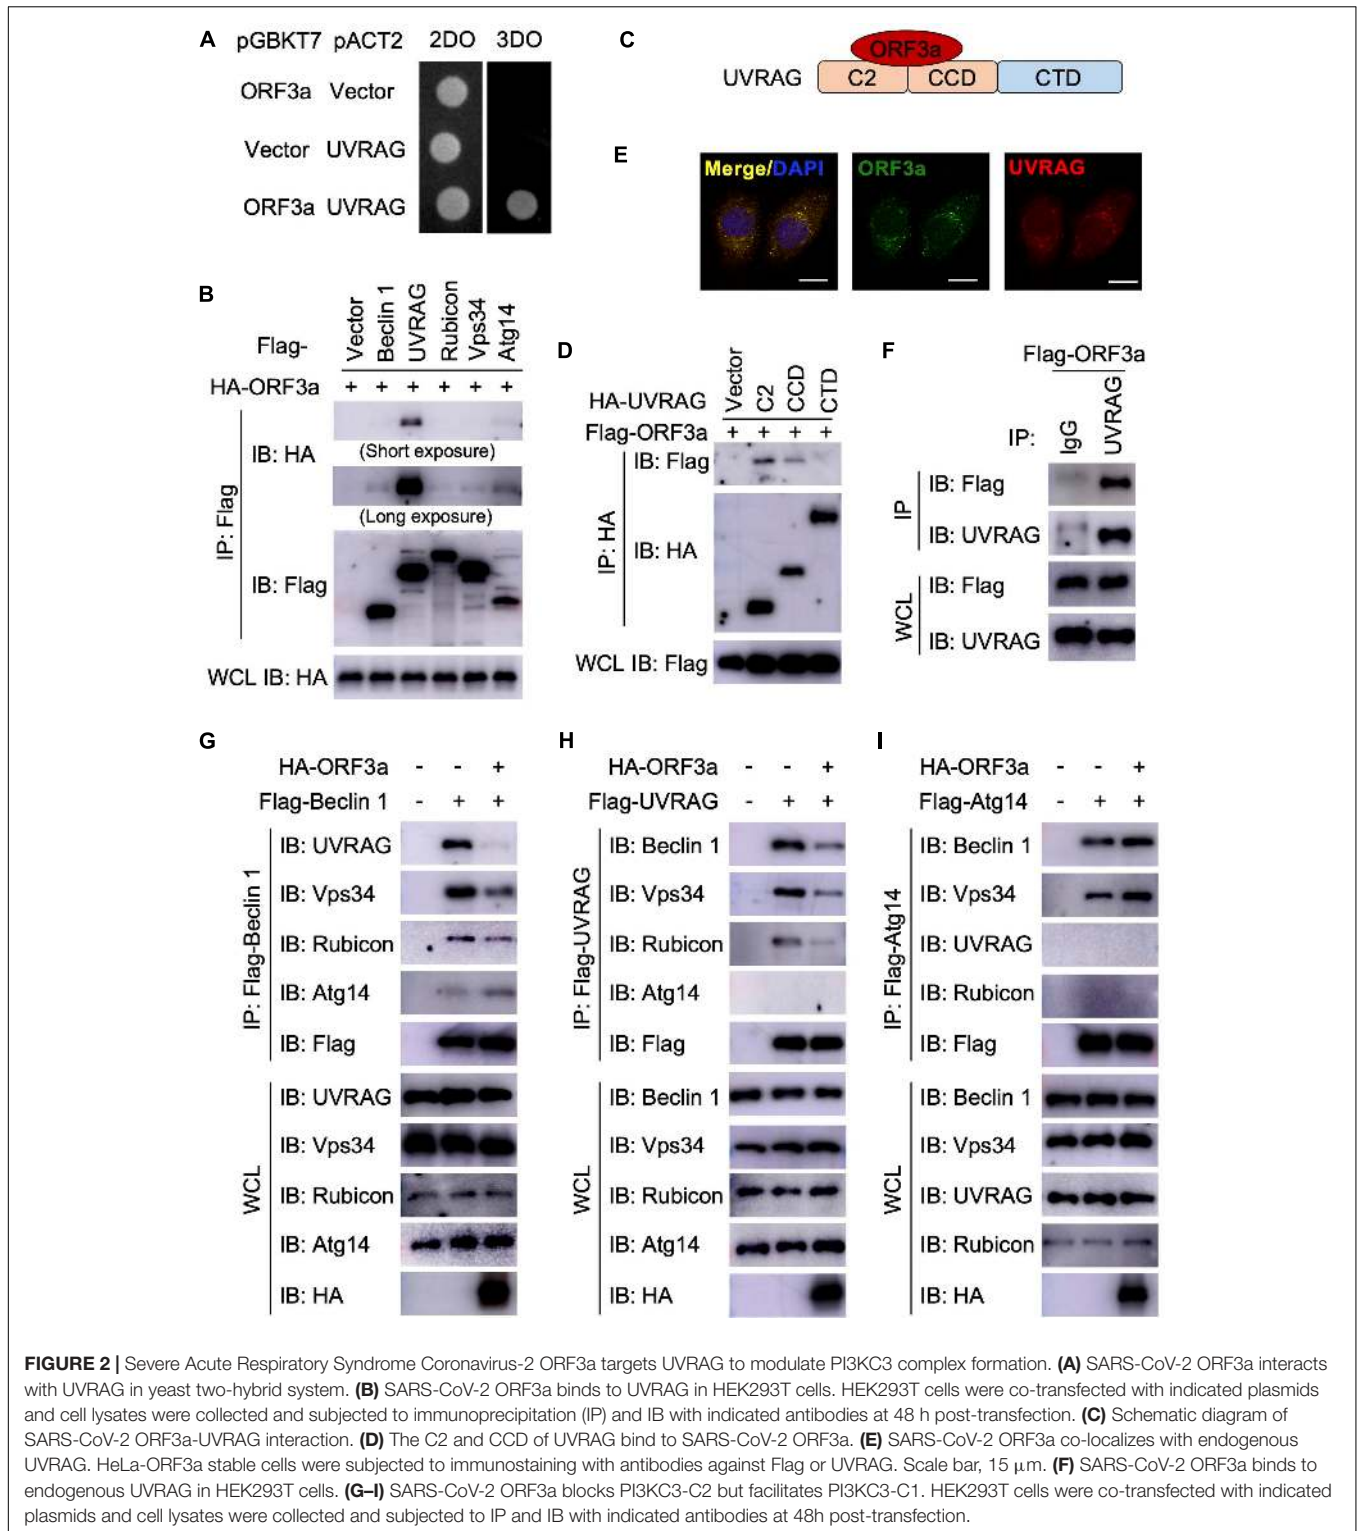 A pGBKT7 pACT2 2DO 3DO
ORF3a Vector
Vector UVRAG
ORF3a UVRAG
C
ORF3a
UVRAG C2 CCD CTD
E Merge/DAPI ORF3a UVRAG
B
Flag- Vector Beclin 1 UVRAG Rubicon Vps34 Atg14
HA-ORF3a + + + + + +
IP: Flag
IB: HA
(Short exposure)
(Long exposure)
IB: Flag
WCL IB: HA
D
HA-UVRAG Vector C2 CCD CTD
Flag-ORF3a + + + +
IP: HA
IB: Flag
IB: HA
WCL IB: Flag
F
Flag-ORF3a
IP: IgG UVRAG
IP
IB: Flag
IB: UVRAG
WCL
IB: Flag
IB: UVRAG
G
HA-ORF3a - - +
Flag-Beclin 1 - + +
IP: Flag-Beclin 1
IB: UVRAG
IB: Vps34
IB: Rubicon
IB: Atg14
IB: Flag
WCL
IB: UVRAG
IB: Vps34
IB: Rubicon
IB: Atg14
IB: HA
H
HA-ORF3a - - +
Flag-UVRAG - + +
IP: Flag-UVRAG
IB: Beclin 1
IB: Vps34
IB: Rubicon
IB: Atg14
IB: Flag
WCL
IB: Beclin 1
IB: Vps34
IB: Rubicon
IB: Atg14
IB: HA
I
HA-ORF3a - - +
Flag-Atg14 - + +
IP: Flag-Atg14
IB: Beclin 1
IB: Vps34
IB: UVRAG
IB: Rubicon
IB: Flag
WCL
IB: Beclin 1
IB: Vps34
IB: UVRAG
IB: Rubicon
IB: HA
FIGURE 2 | Severe Acute Respiratory Syndrome Coronavirus-2 ORF3a targets UVRAG to modulate PI3KC3 complex formation. (A) SARS-CoV-2 ORF3a interacts
with UVRAG in yeast two-hybrid system. (B) SARS-CoV-2 ORF3a binds to UVRAG in HEK293T cells. HEK293T cells were co-transfected with indicated plasmids
and cell lysates were collected and subjected to immunoprecipitation (IP) and IB with indicated antibodies at 48 h post-transfection. (C) Schematic diagram of
SARS-CoV-2 ORF3a-UVRAG interaction. (D) The C2 and CCD of UVRAG bind to SARS-CoV-2 ORF3a. (E) SARS-CoV-2 ORF3a co-localizes with endogenous
UVRAG. HeLa-ORF3a stable cells were subjected to immunostaining with antibodies against Flag or UVRAG. Scale bar, 15 μm. (F) SARS-CoV-2 ORF3a binds to
endogenous UVRAG in HEK293T cells. (G–I) SARS-CoV-2 ORF3a blocks PI3KC3-C2 but facilitates PI3KC3-C1. HEK293T cells were co-transfected with indicated
plasmids and cell lysates were collected and subjected to IP and IB with indicated antibodies at 48h post-transfection.